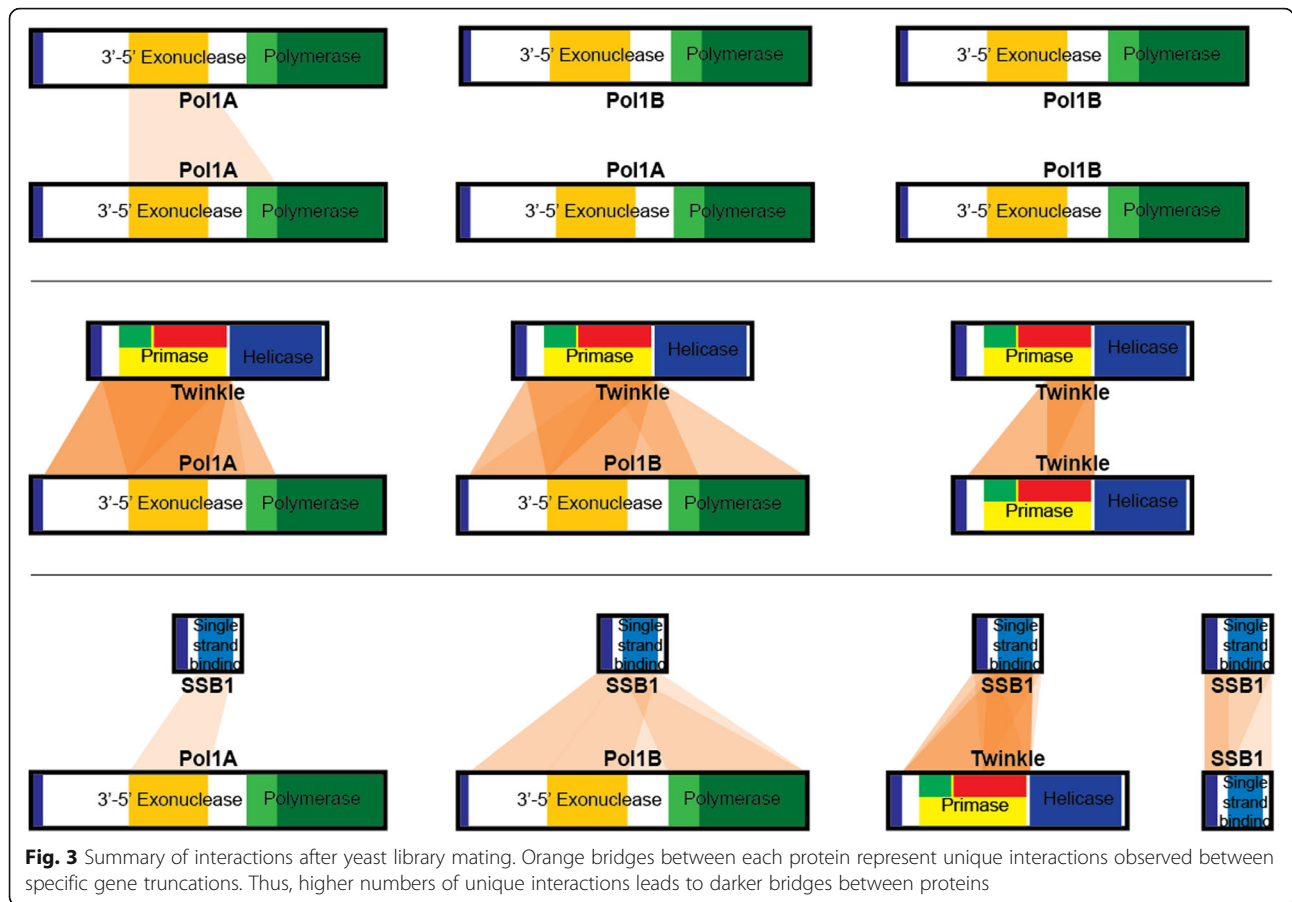 3'-5' Exonuclease Polymerase
Pol1A
3'-5' Exonuclease Polymerase
Pol1B
3'-5' Exonuclease Polymerase
Pol1B
Pol1A
3'-5' Exonuclease Polymerase
Pol1A
3'-5' Exonuclease Polymerase
Pol1B
3'-5' Exonuclease Polymerase
Primase Helicase
Twinkle
Primase Helicase
Twinkle
Primase Helicase
Twinkle
Pol1A
3'-5' Exonuclease Polymerase
Pol1B
3'-5' Exonuclease Polymerase
Twinkle
Primase Helicase
Single
strand
binding
SSB1
Single
strand
binding
SSB1
Single
strand
binding
SSB1
Single
strand
binding
SSB1
Pol1A
3'-5' Exonuclease Polymerase
Pol1B
3'-5' Exonuclease Polymerase
Twinkle
Primase Helicase
SSB1
Single
strand
binding
Fig. 3 Summary of interactions after yeast library mating. Orange bridges between each protein represent unique interactions observed between
specific gene truncations. Thus, higher numbers of unique interactions leads to darker bridges between proteins